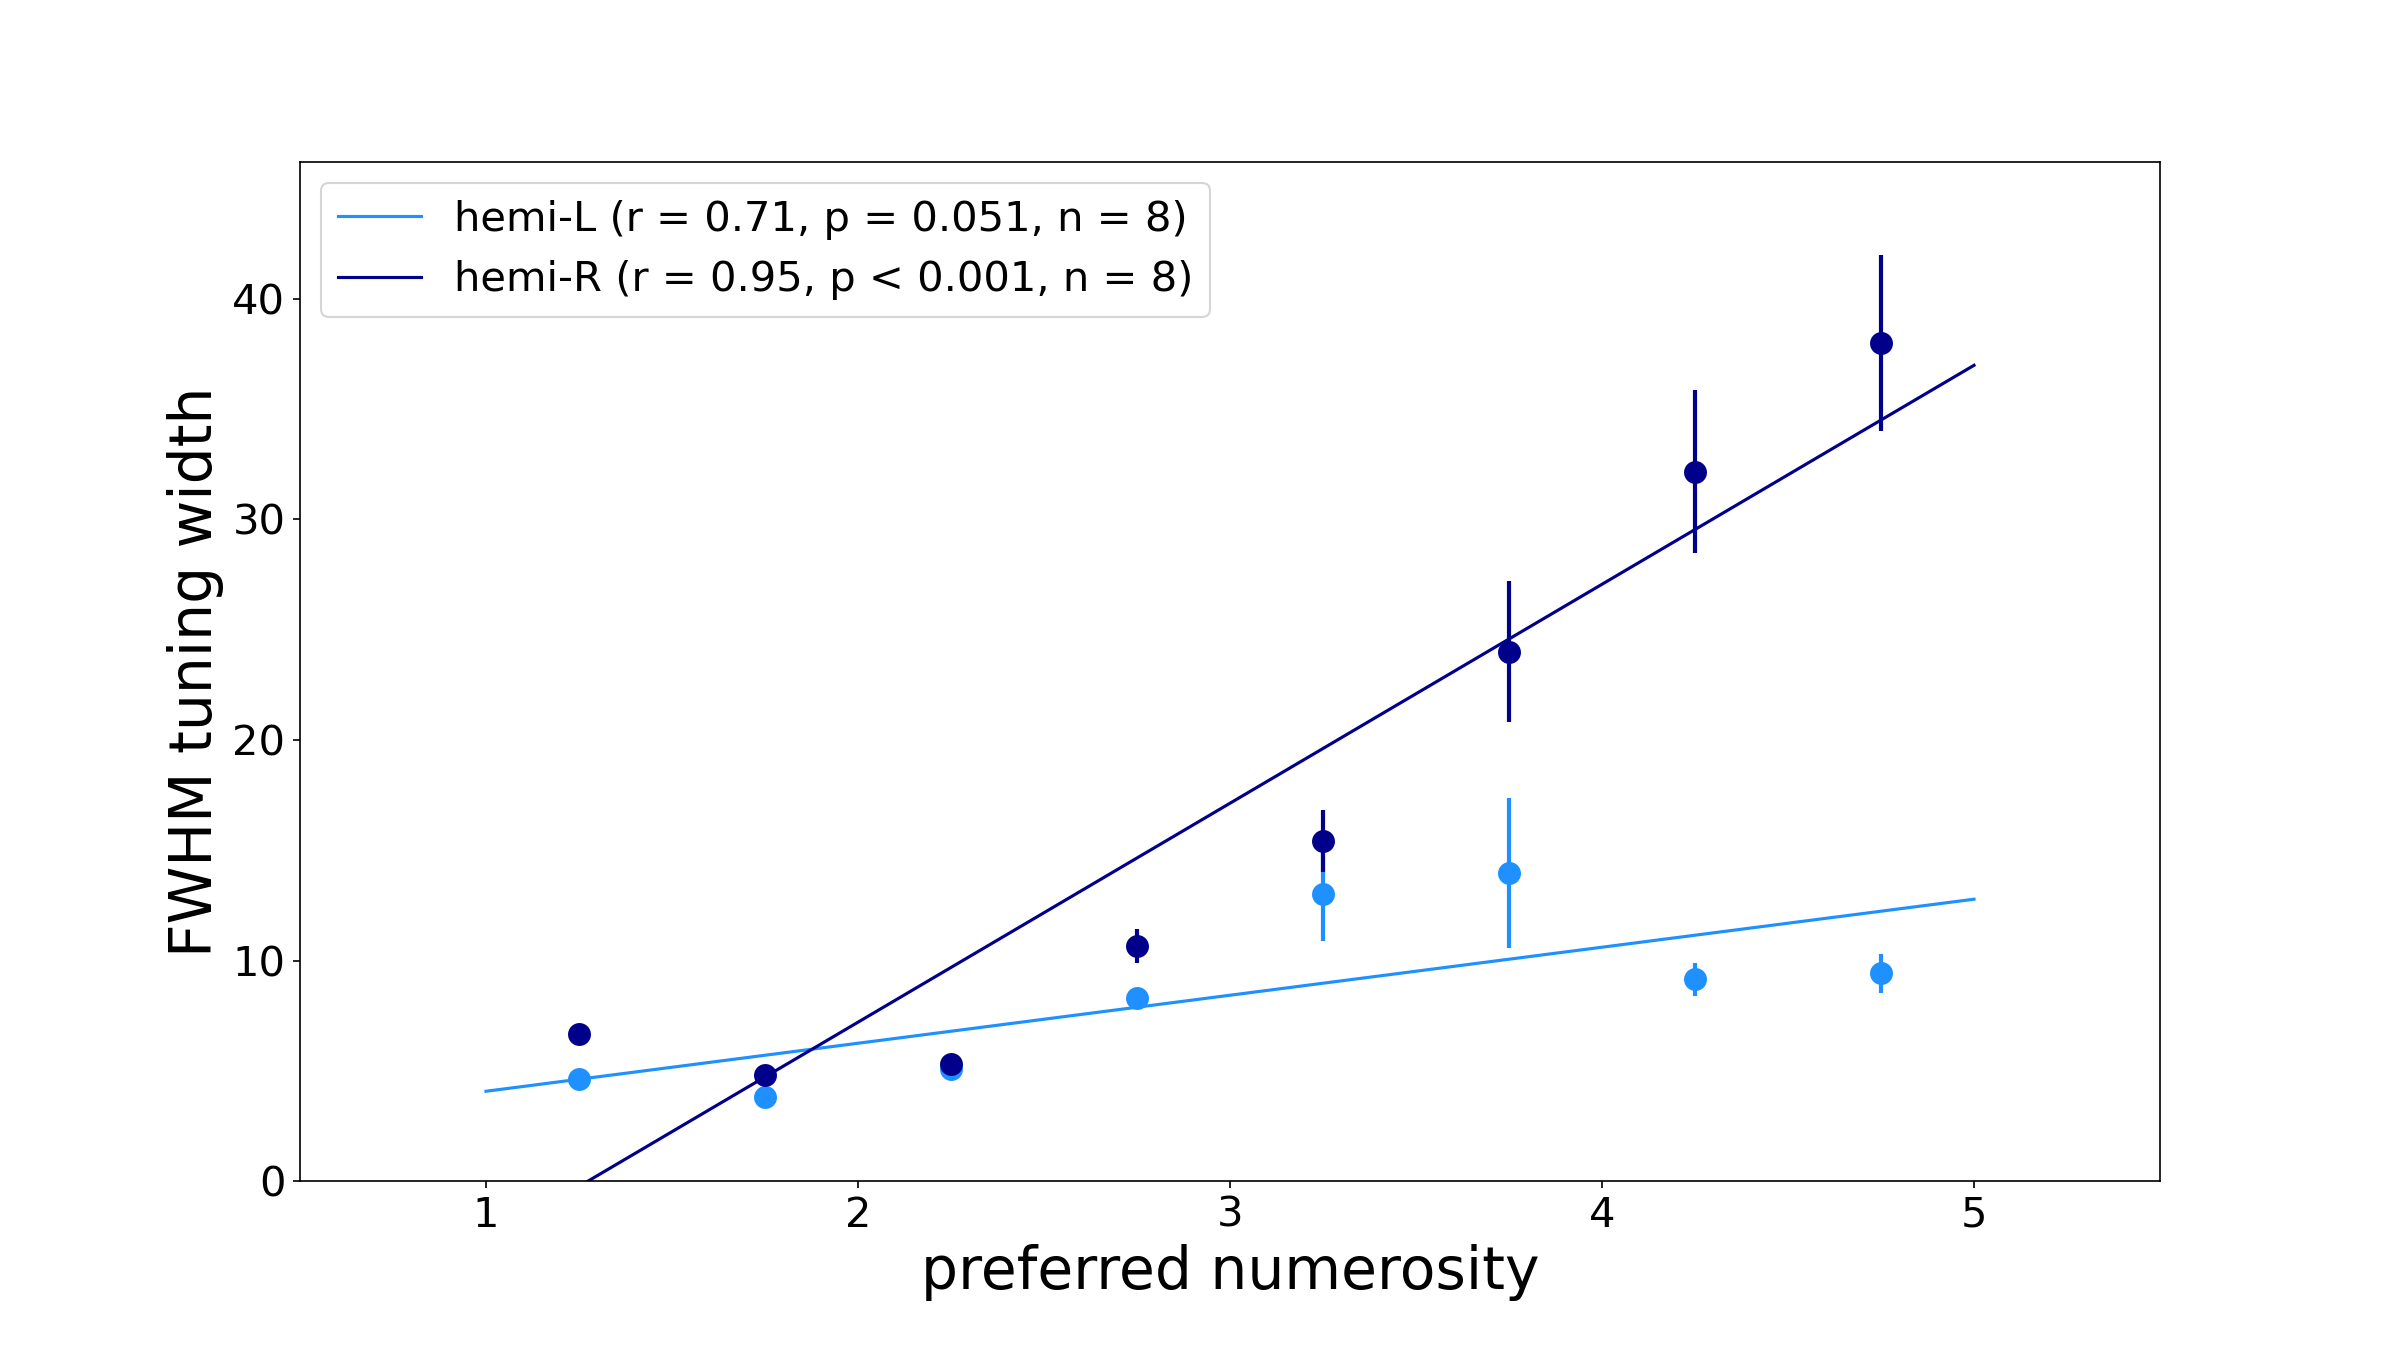 hemi-L (r = 0.71, p = 0.051, n = 8)
hemi-R (r = 0.95, p < 0.001, n = 8)
FWHM tuning width
40
30
20
10
0
1 2 3 4 5
preferred numerosity